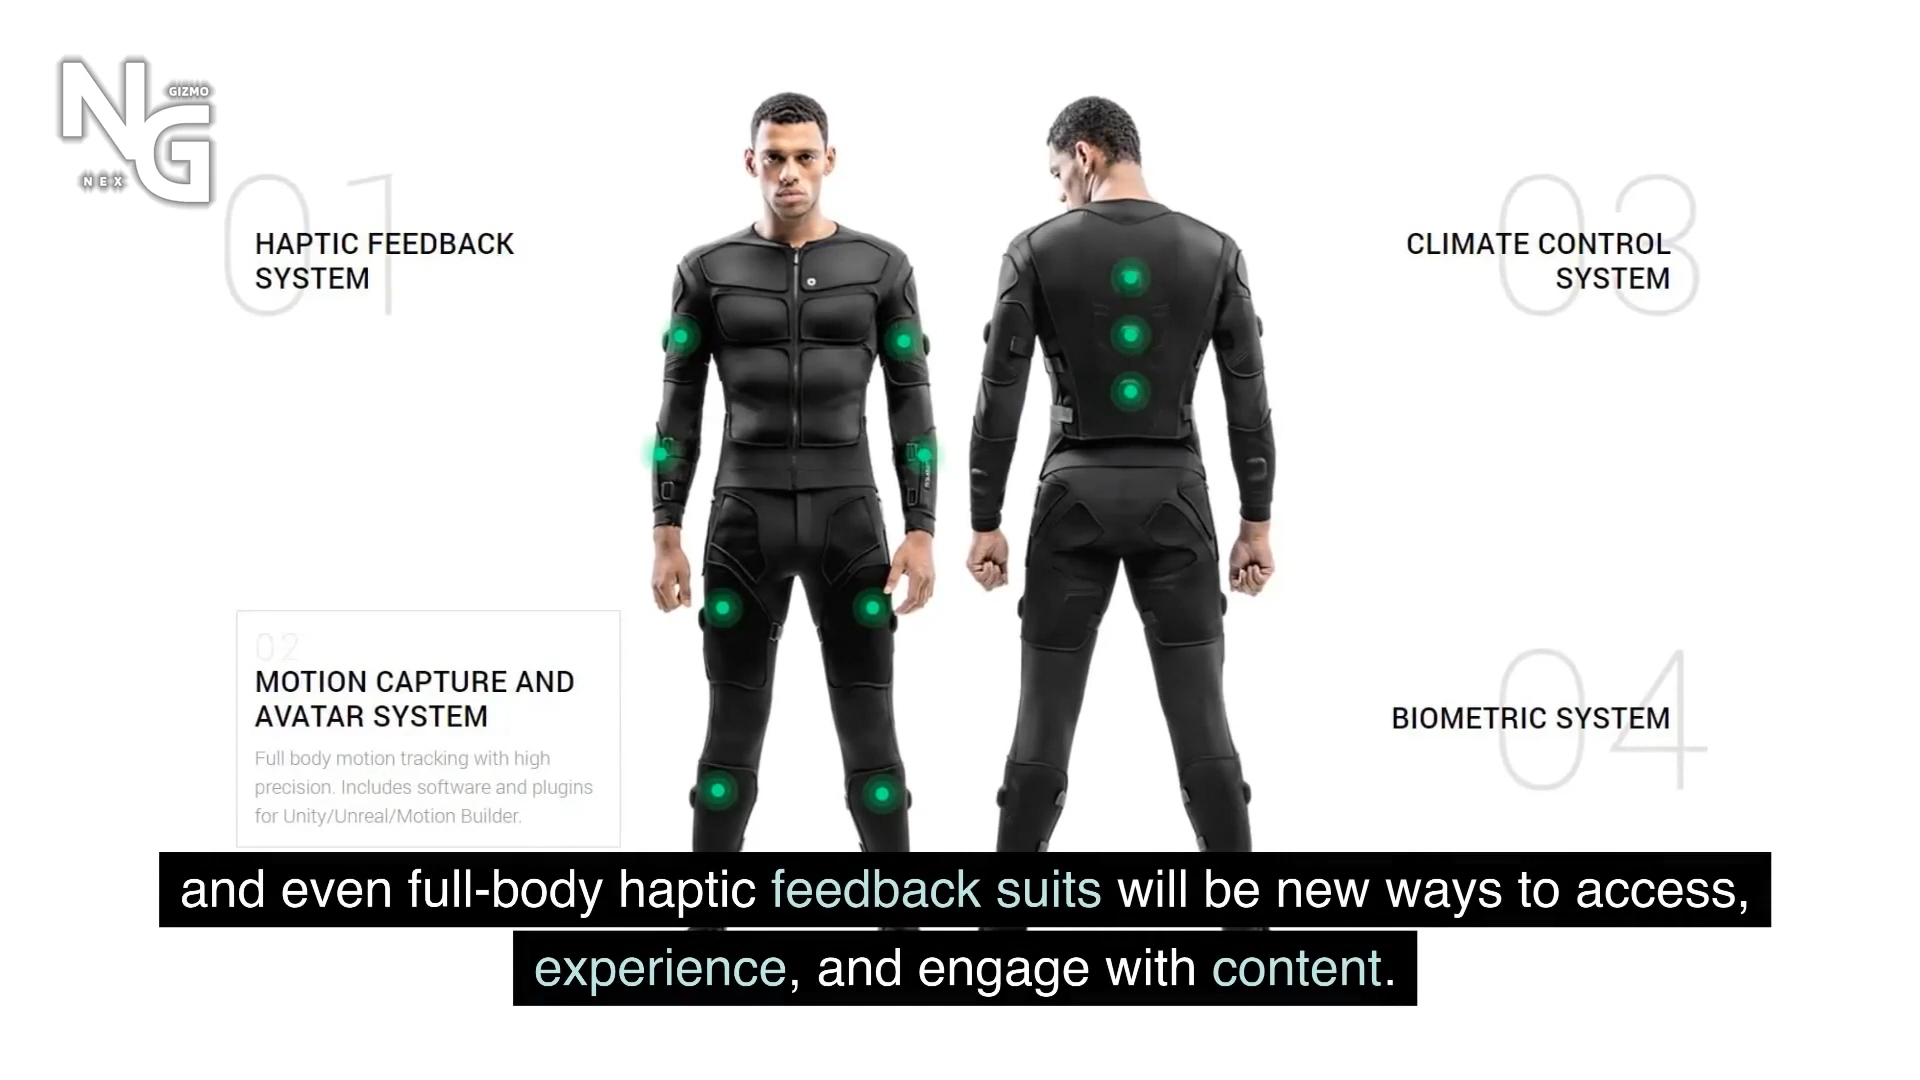 NG
GIZMO
NEX
01
HAPTIC FEEDBACK
SYSTEM
02
MOTION CAPTURE AND
AVATAR SYSTEM
Full body motion tracking with high
precision. Includes software and plugins
for Unity/Unreal/Motion Builder.
03
CLIMATE CONTROL
SYSTEM
04
BIOMETRIC SYSTEM
and even full-body haptic feedback suits will be new ways to access,
experience, and engage with content.